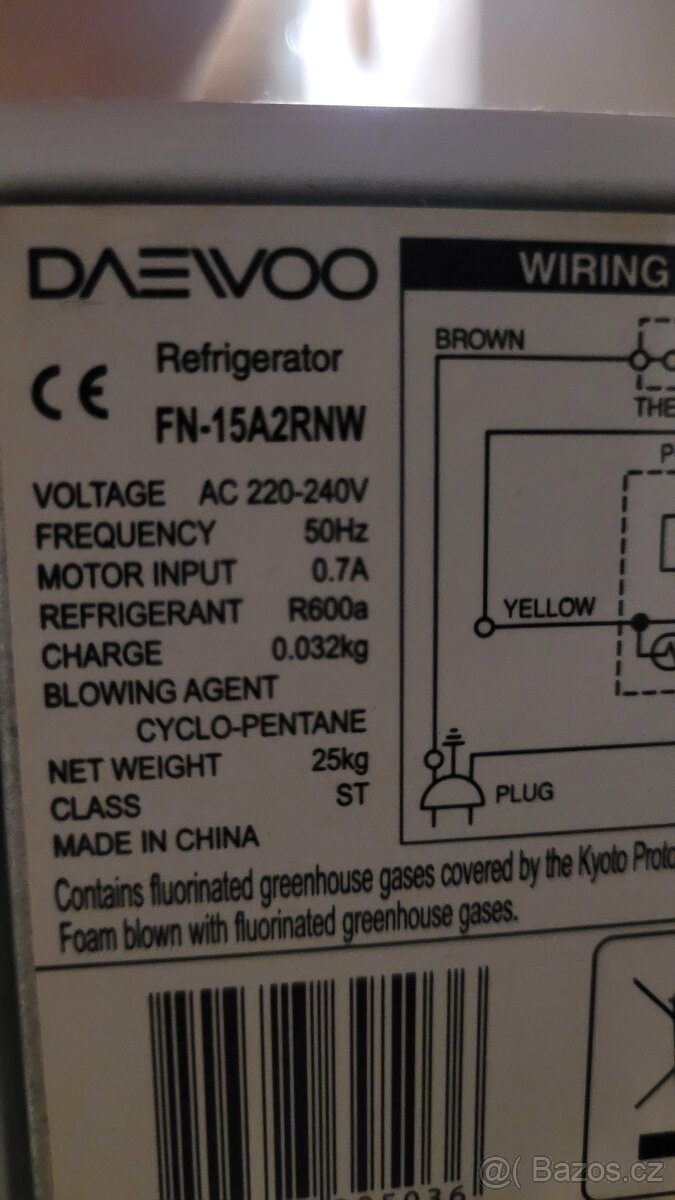 DAEWOO
WIRING
CE
Refrigerator
FN-15A2RNW
VOLTAGE AC 220-240V
FREQUENCY 50Hz
MOTOR INPUT 0.7A
REFRIGERANT R600a
CHARGE 0.032kg
BLOWING AGENT
CYCLO-PENTANE
NET WEIGHT 25kg
CLASS ST
MADE IN CHINA
BROWN
THE
P
YELLOW
PLUG
Contains fluorinated greenhouse gases covered by the Kyoto Proto
Foam blown with fluorinated greenhouse gases.
@( Bazos.cz